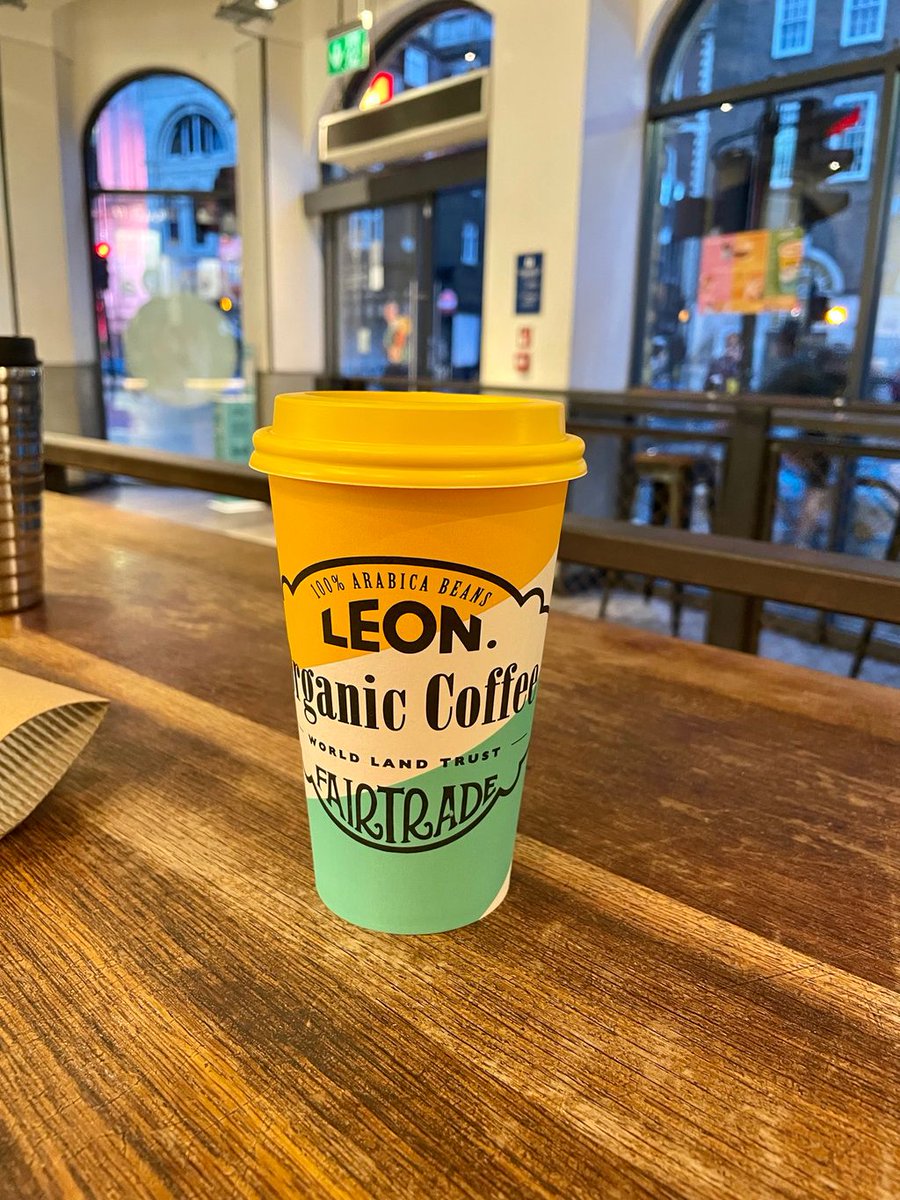 100% ARABICA BEANS
LEON.
rganic Coffee
WORLD LAND TRUST
FAIRTRADE